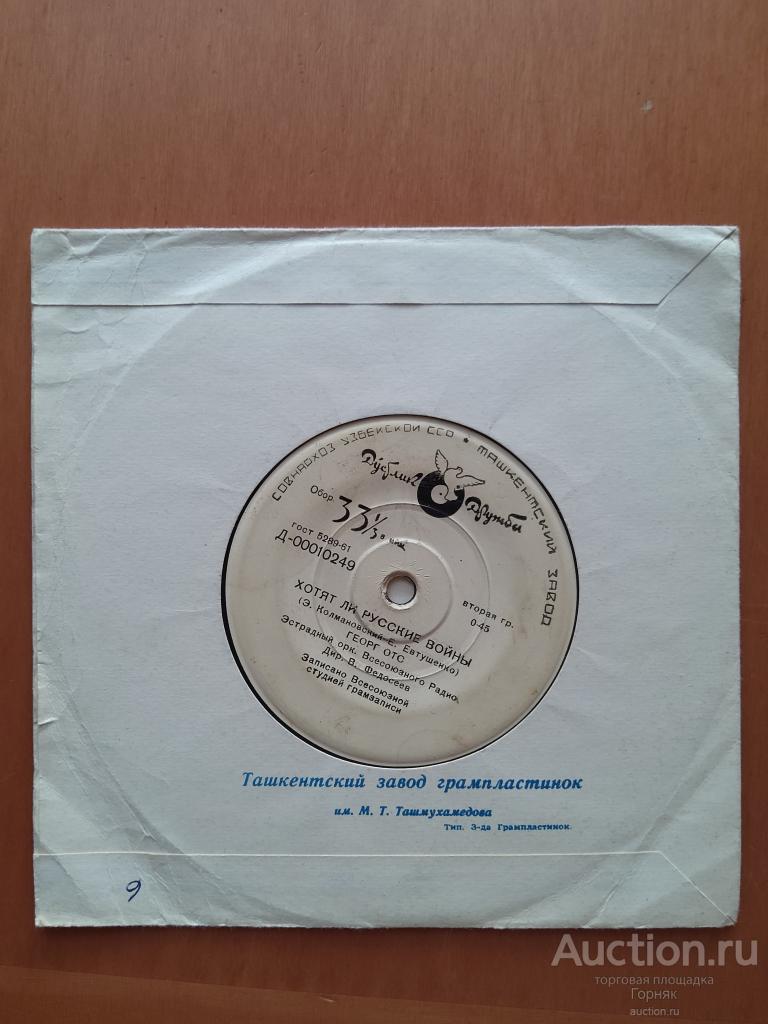 СОВНАРХОЗ УЗБЕКСКОЙ ССР ★ ТАШКЕНТСКИЙ ЗАВОД
Дўстлик
Дружба
Обор. 33⅓ в мин.
ГОСТ 5289-61
Д-00010249
вторая гр.
0-45
ХОТЯТ ЛИ РУССКИЕ ВОЙНЫ
(Э. Колмановский-Е. Евтушенко)
ГЕОРГ ОТС
Эстрадный орк. Всесоюзного Радио
Дир. В. Федосеев
Записано Всесоюзной
студией грамзаписи
Ташкентский завод грампластинок
им. М. Т. Ташмухамедова
Тип. З-да Грампластинок.
9
Auction.ru
торговая площадка
Горняк
auction.ru